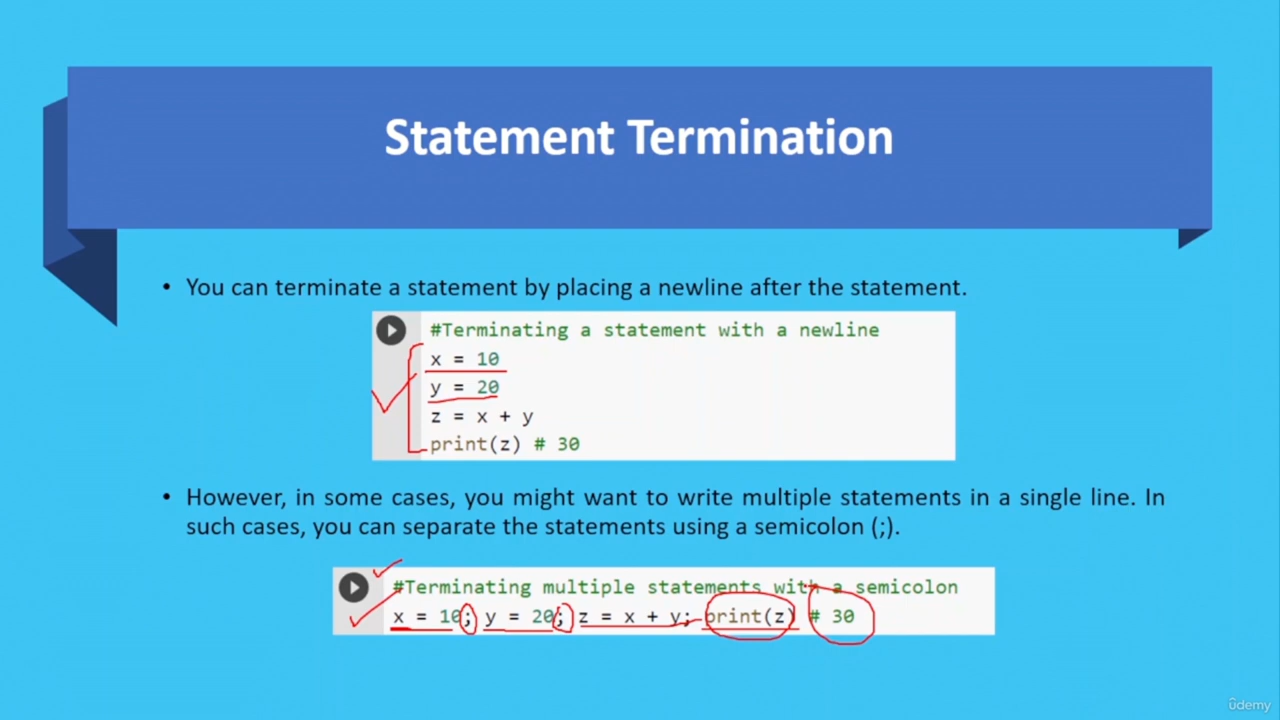 Statement Termination
• You can terminate a statement by placing a newline after the statement.
#Terminating a statement with a newline
x = 10
y = 20
z = x + y
print(z) # 30
• However, in some cases, you might want to write multiple statements in a single line. In
such cases, you can separate the statements using a semicolon (;).
#Terminating multiple statements with a semicolon
x = 10; y = 20; z = x + y; print(z) # 30
ûdemy